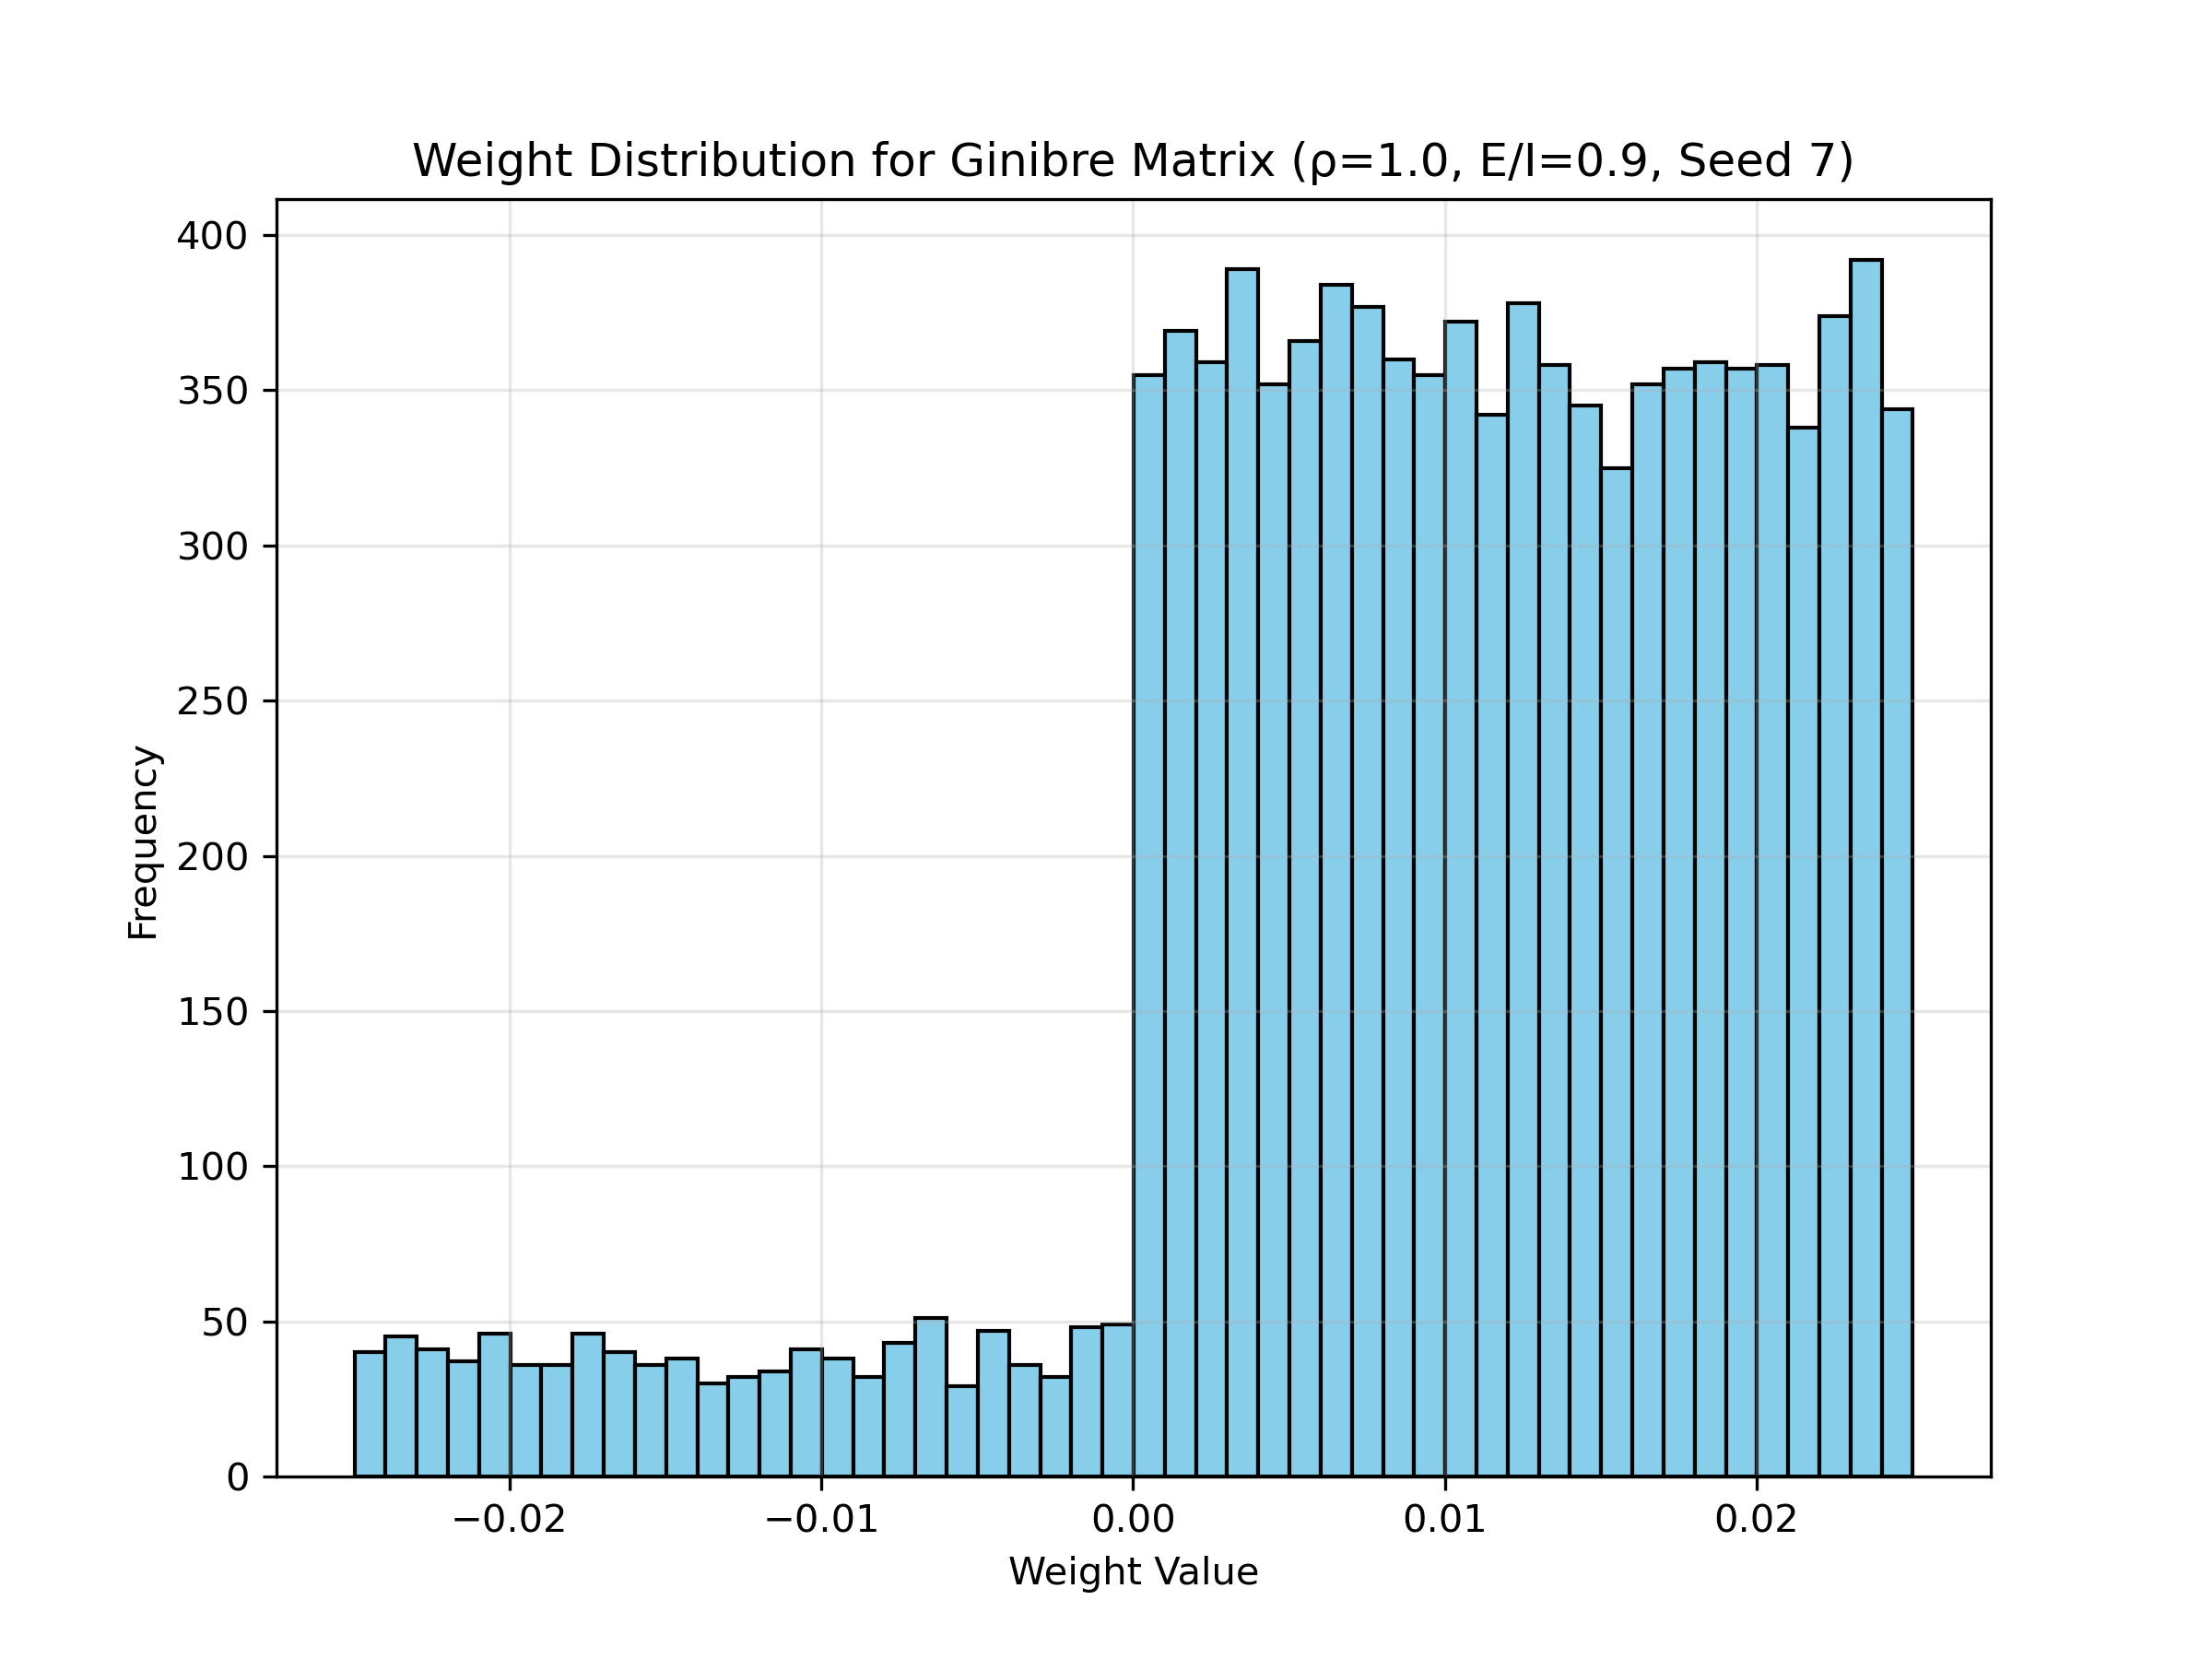 Weight Distribution for Ginibre Matrix (ρ=1.0, E/I=0.9, Seed 7)
400
350
300
250
200
150
100
50
0
Frequency
−0.02 −0.01 0.00 0.01 0.02
Weight Value